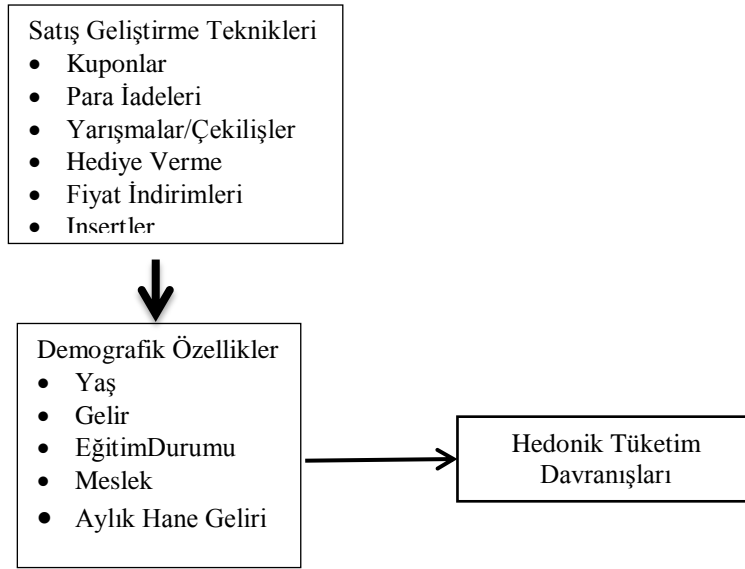 Satış Geliştirme Teknikleri
• Kuponlar
• Para İadeleri
• Yarışmalar/Çekilişler
• Hediye Verme
• Fiyat İndirimleri
• Insertler
Demografik Özellikler
• Yaş
• Gelir
• EğitimDurumu
• Meslek
• Aylık Hane Geliri
Hedonik Tüketim
Davranışları